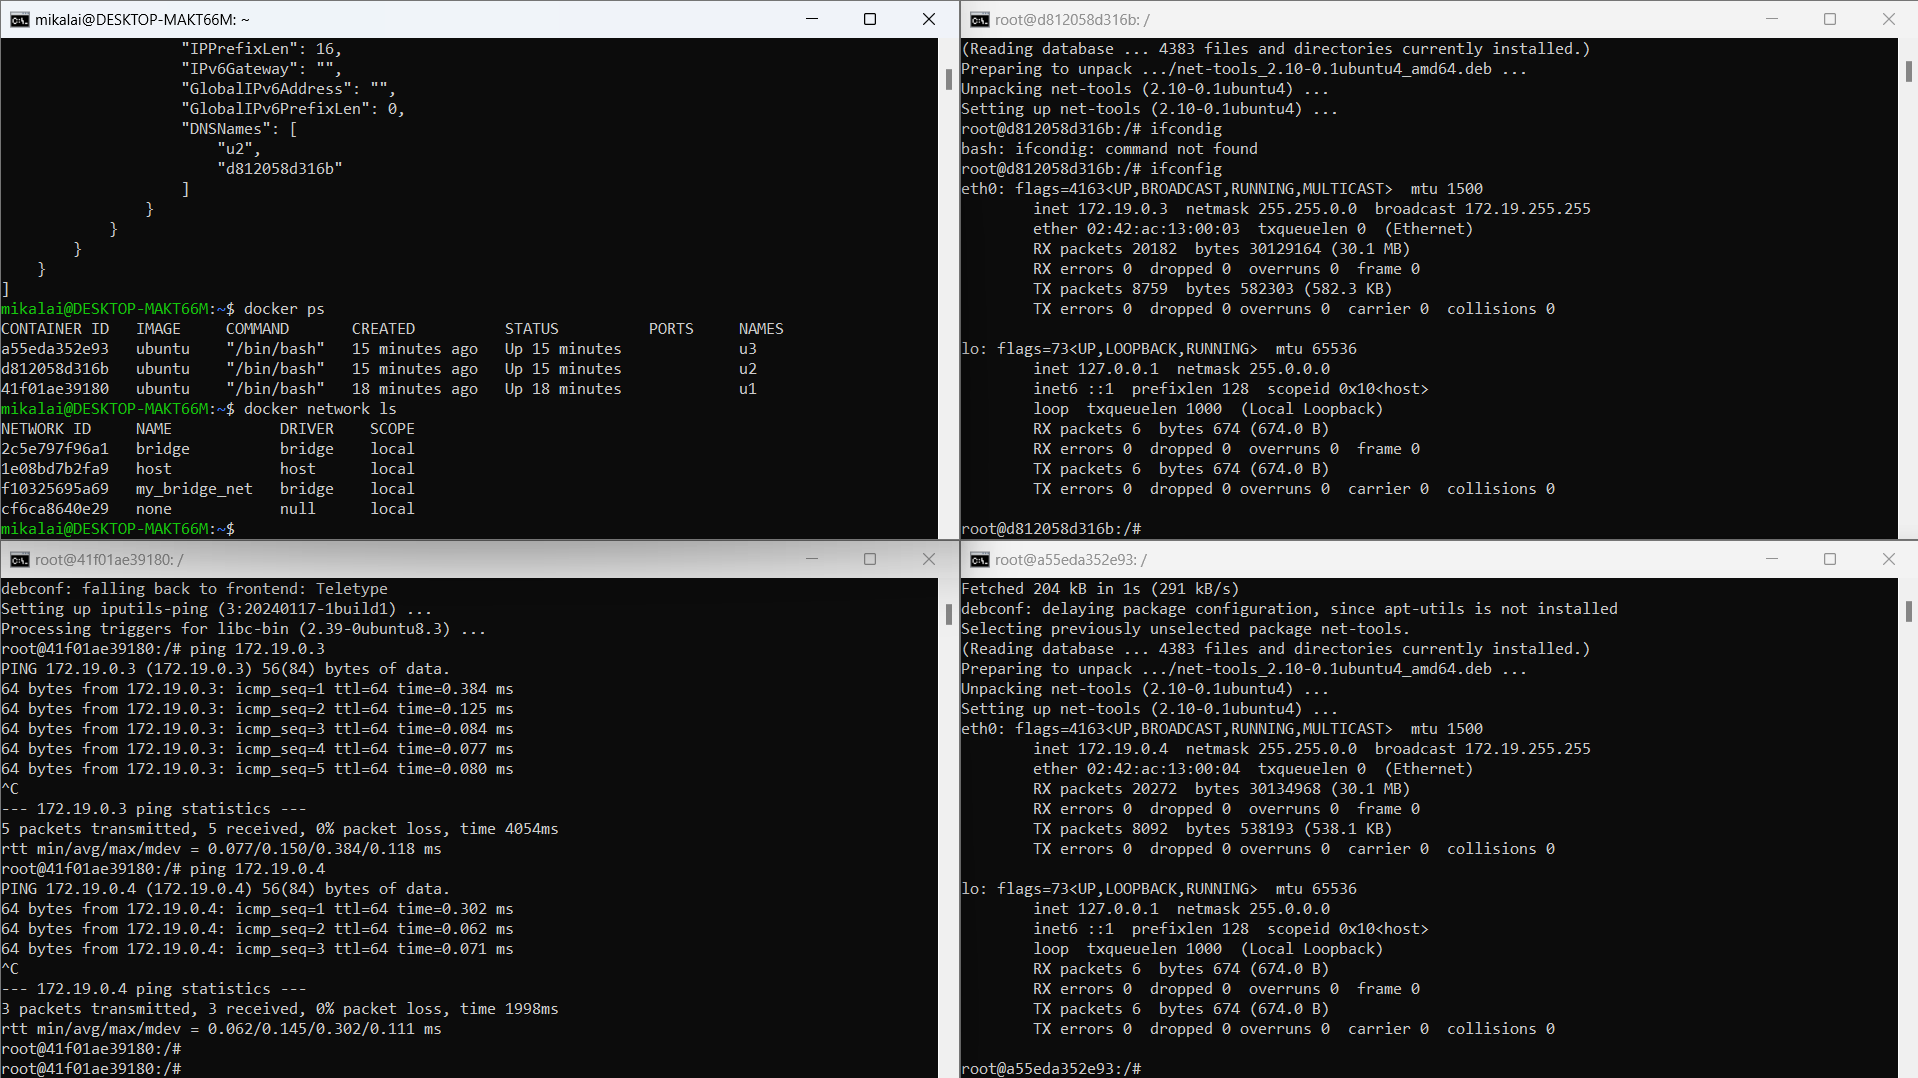 mikalai@DESKTOP-MAKT66M: ~
"IPPrefixLen": 16,
"IPv6Gateway": "",
"GlobalIPv6Address": "",
"GlobalIPv6PrefixLen": 0,
"DNSNames": [
"u2",
"d812058d316b"
]
}
}
}
}
]
mikalai@DESKTOP-MAKT66M:~$ docker ps
CONTAINER ID   IMAGE     COMMAND       CREATED          STATUS          PORTS     NAMES
a55eda352e93   ubuntu    "/bin/bash"   15 minutes ago   Up 15 minutes             u3
d812058d316b   ubuntu    "/bin/bash"   15 minutes ago   Up 15 minutes             u2
41f01ae39180   ubuntu    "/bin/bash"   18 minutes ago   Up 18 minutes             u1
mikalai@DESKTOP-MAKT66M:~$ docker network ls
NETWORK ID     NAME            DRIVER    SCOPE
2c5e797f96a1   bridge          bridge    local
1e08bd7b2fa9   host            host      local
f10325695a69   my_bridge_net   bridge    local
cf6ca8640e29   none            null      local
mikalai@DESKTOP-MAKT66M:~$
root@d812058d316b: /
(Reading database ... 4383 files and directories currently installed.)
Preparing to unpack .../net-tools_2.10-0.1ubuntu4_amd64.deb ...
Unpacking net-tools (2.10-0.1ubuntu4) ...
Setting up net-tools (2.10-0.1ubuntu4) ...
root@d812058d316b:/# ifcondig
bash: ifcondig: command not found
root@d812058d316b:/# ifconfig
eth0: flags=4163<UP,BROADCAST,RUNNING,MULTICAST>  mtu 1500
inet 172.19.0.3  netmask 255.255.0.0  broadcast 172.19.255.255
ether 02:42:ac:13:00:03  txqueuelen 0  (Ethernet)
RX packets 20182  bytes 30129164 (30.1 MB)
RX errors 0  dropped 0  overruns 0  frame 0
TX packets 8759  bytes 582303 (582.3 KB)
TX errors 0  dropped 0 overruns 0  carrier 0  collisions 0
lo: flags=73<UP,LOOPBACK,RUNNING>  mtu 65536
inet 127.0.0.1  netmask 255.0.0.0
inet6 ::1  prefixlen 128  scopeid 0x10<host>
loop  txqueuelen 1000  (Local Loopback)
RX packets 6  bytes 674 (674.0 B)
RX errors 0  dropped 0  overruns 0  frame 0
TX packets 6  bytes 674 (674.0 B)
TX errors 0  dropped 0 overruns 0  carrier 0  collisions 0
root@d812058d316b:/#
root@41f01ae39180: /
debconf: falling back to frontend: Teletype
Setting up iputils-ping (3:20240117-1build1) ...
Processing triggers for libc-bin (2.39-0ubuntu8.3) ...
root@41f01ae39180:/# ping 172.19.0.3
PING 172.19.0.3 (172.19.0.3) 56(84) bytes of data.
64 bytes from 172.19.0.3: icmp_seq=1 ttl=64 time=0.384 ms
64 bytes from 172.19.0.3: icmp_seq=2 ttl=64 time=0.125 ms
64 bytes from 172.19.0.3: icmp_seq=3 ttl=64 time=0.084 ms
64 bytes from 172.19.0.3: icmp_seq=4 ttl=64 time=0.077 ms
64 bytes from 172.19.0.3: icmp_seq=5 ttl=64 time=0.080 ms
^C
--- 172.19.0.3 ping statistics ---
5 packets transmitted, 5 received, 0% packet loss, time 4054ms
rtt min/avg/max/mdev = 0.077/0.150/0.384/0.118 ms
root@41f01ae39180:/# ping 172.19.0.4
PING 172.19.0.4 (172.19.0.4) 56(84) bytes of data.
64 bytes from 172.19.0.4: icmp_seq=1 ttl=64 time=0.302 ms
64 bytes from 172.19.0.4: icmp_seq=2 ttl=64 time=0.062 ms
64 bytes from 172.19.0.4: icmp_seq=3 ttl=64 time=0.071 ms
^C
--- 172.19.0.4 ping statistics ---
3 packets transmitted, 3 received, 0% packet loss, time 1998ms
rtt min/avg/max/mdev = 0.062/0.145/0.302/0.111 ms
root@41f01ae39180:/#
root@41f01ae39180:/#
root@a55eda352e93: /
Fetched 204 kB in 1s (291 kB/s)
debconf: delaying package configuration, since apt-utils is not installed
Selecting previously unselected package net-tools.
(Reading database ... 4383 files and directories currently installed.)
Preparing to unpack .../net-tools_2.10-0.1ubuntu4_amd64.deb ...
Unpacking net-tools (2.10-0.1ubuntu4) ...
Setting up net-tools (2.10-0.1ubuntu4) ...
eth0: flags=4163<UP,BROADCAST,RUNNING,MULTICAST>  mtu 1500
inet 172.19.0.4  netmask 255.255.0.0  broadcast 172.19.255.255
ether 02:42:ac:13:00:04  txqueuelen 0  (Ethernet)
RX packets 20272  bytes 30134968 (30.1 MB)
RX errors 0  dropped 0  overruns 0  frame 0
TX packets 8092  bytes 538193 (538.1 KB)
TX errors 0  dropped 0 overruns 0  carrier 0  collisions 0
lo: flags=73<UP,LOOPBACK,RUNNING>  mtu 65536
inet 127.0.0.1  netmask 255.0.0.0
inet6 ::1  prefixlen 128  scopeid 0x10<host>
loop  txqueuelen 1000  (Local Loopback)
RX packets 6  bytes 674 (674.0 B)
RX errors 0  dropped 0  overruns 0  frame 0
TX packets 6  bytes 674 (674.0 B)
TX errors 0  dropped 0 overruns 0  carrier 0  collisions 0
root@a55eda352e93:/#